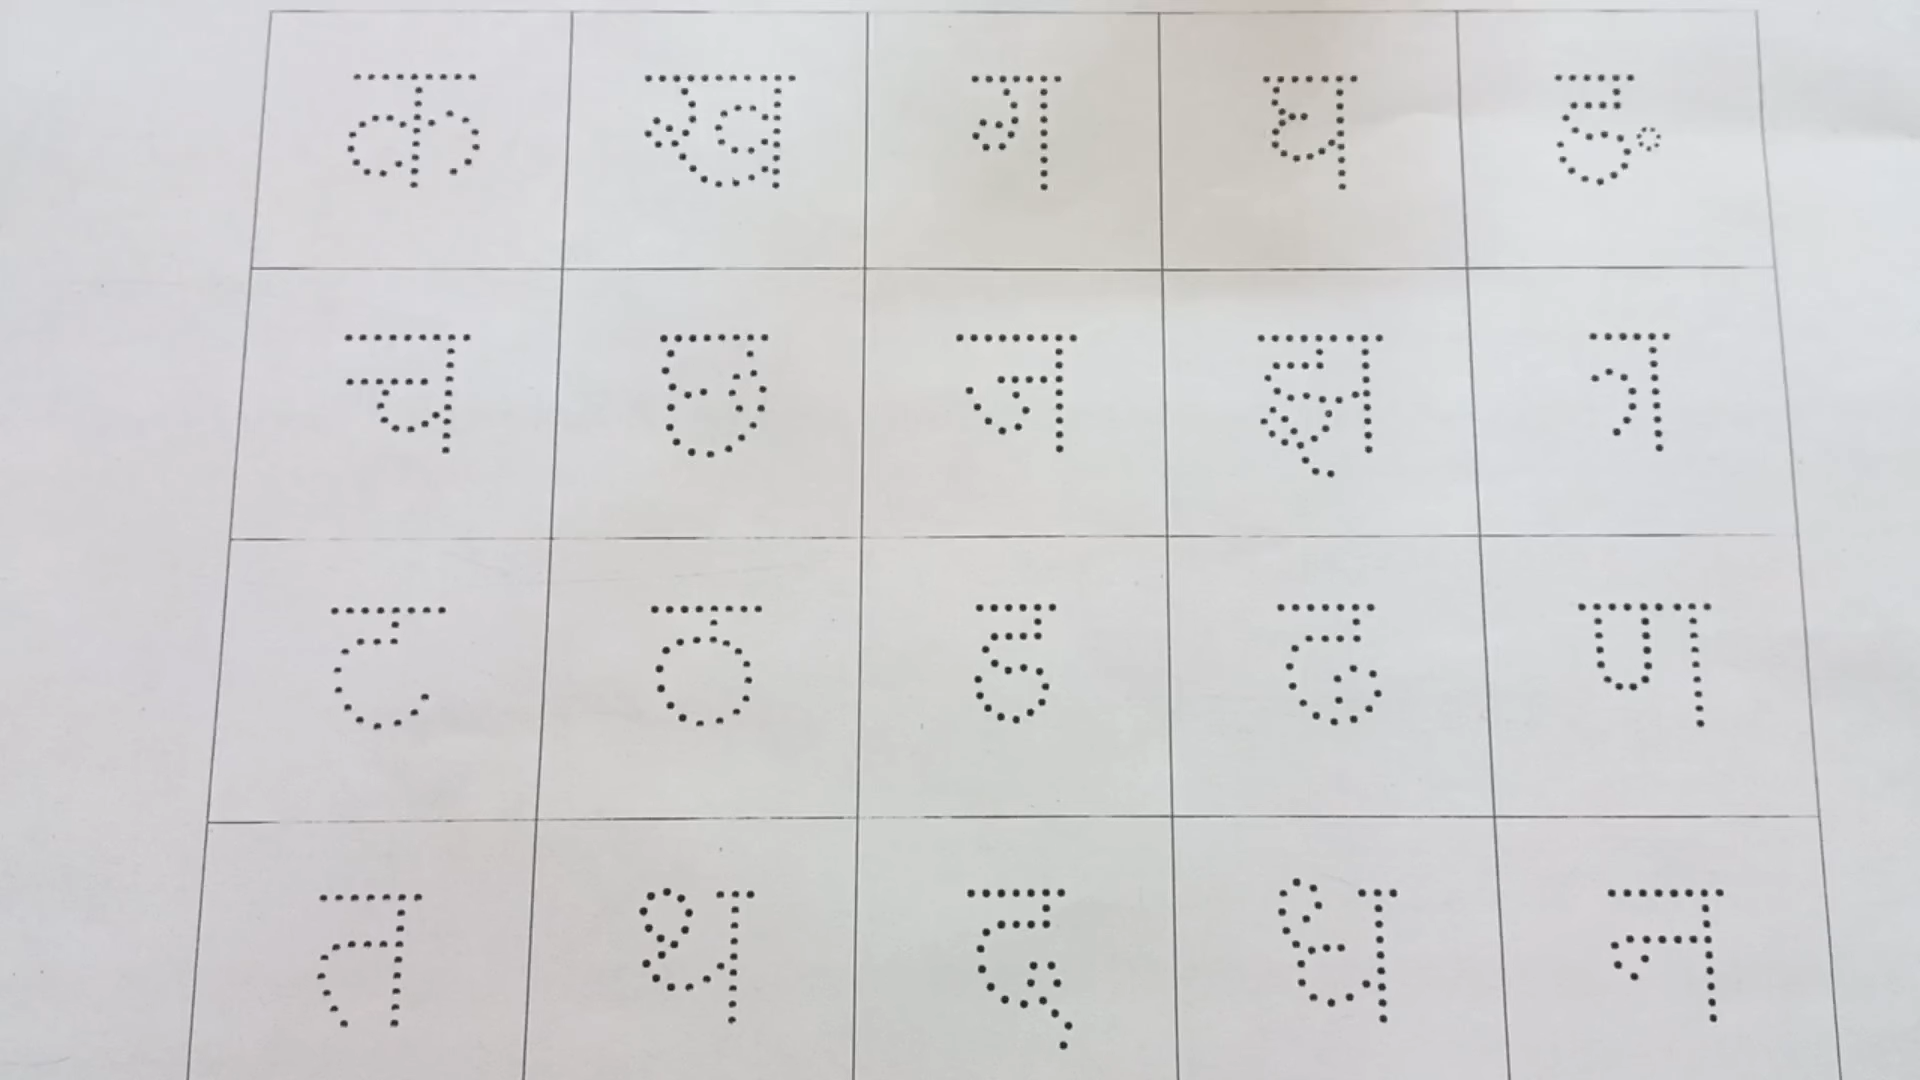 क ख ग घ ङ
च छ ज झ ञ
ट ठ ड ढ ण
त थ द ध न